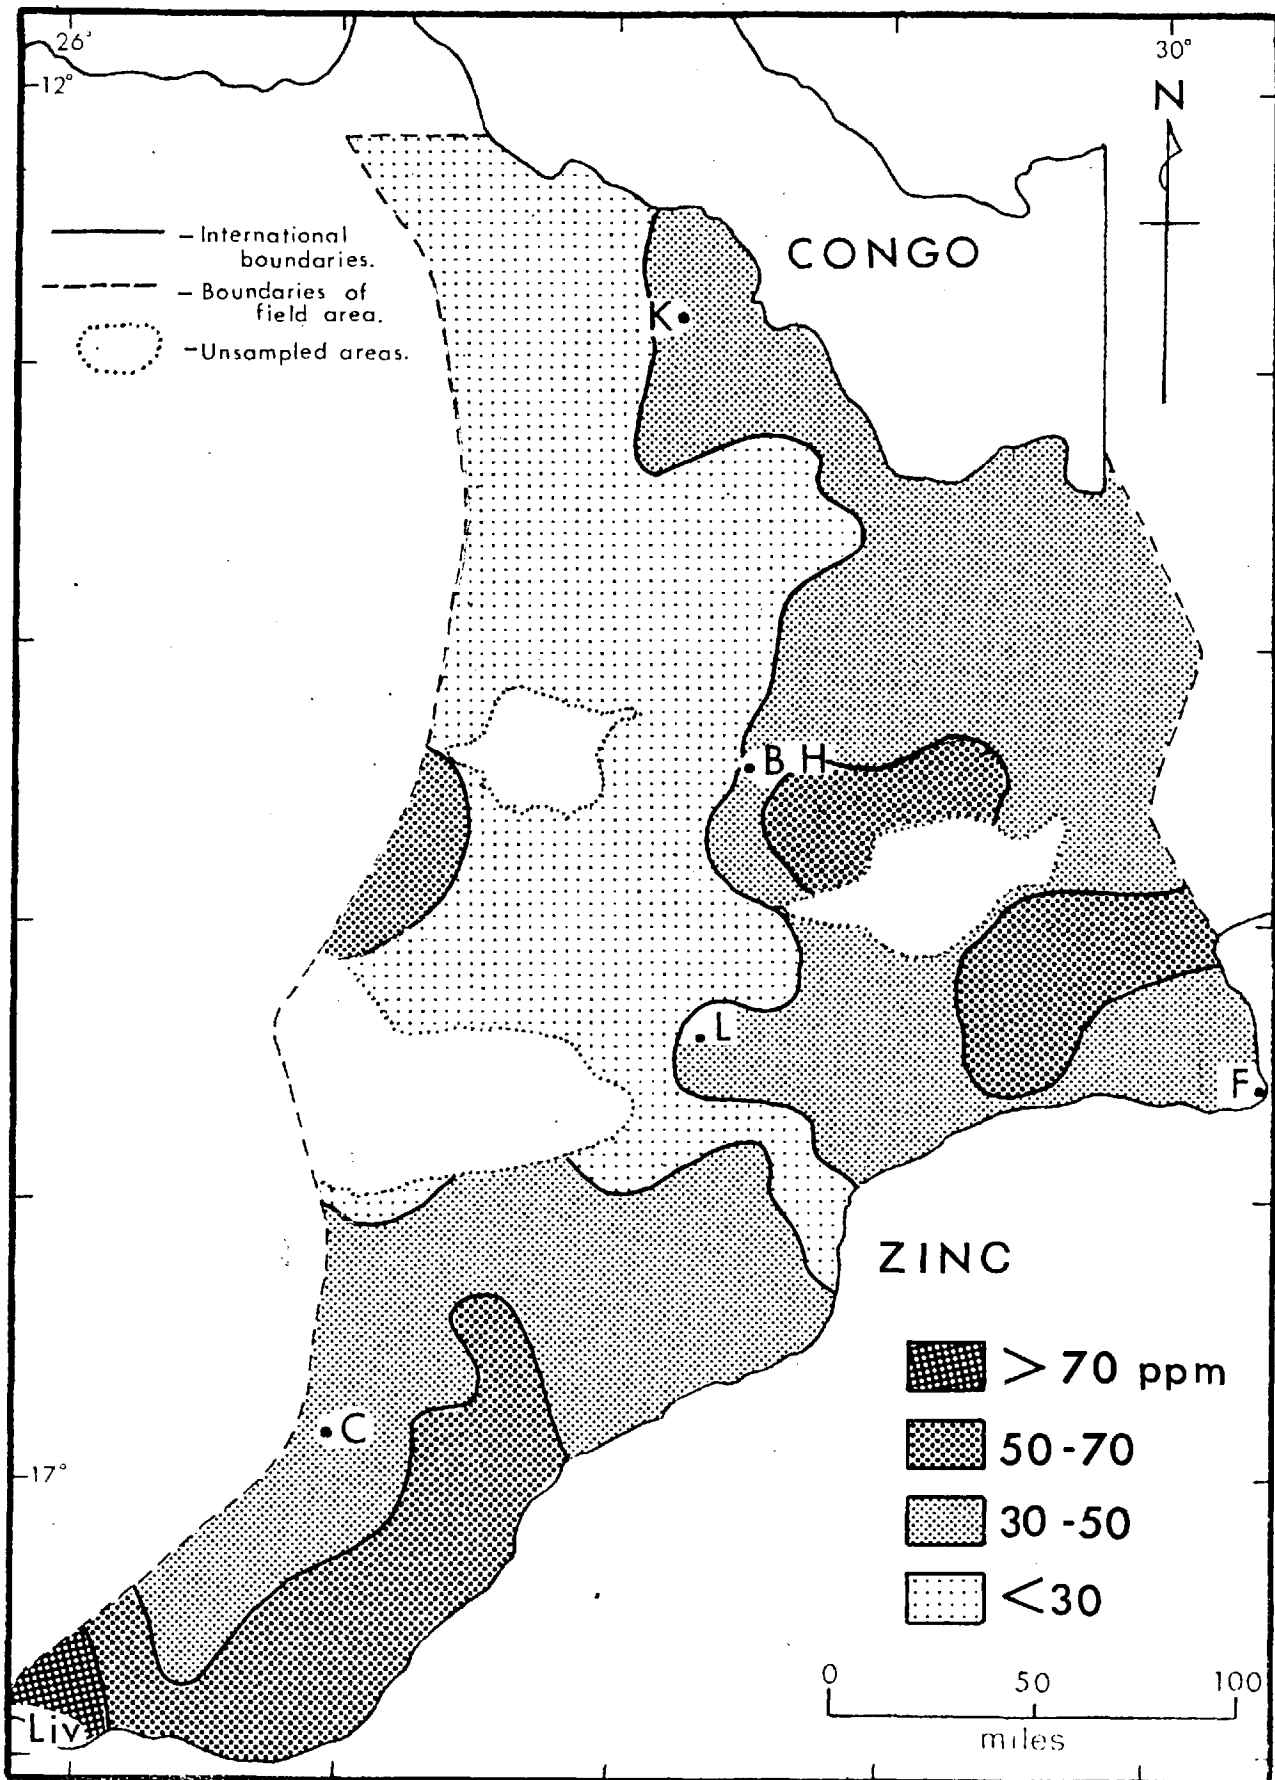 26°
30°
12°
N
— International
boundaries.
— Boundaries of
field area.
— Unsampled areas.
CONGO
K
B H
L
F
ZINC
> 70 ppm
C
50 - 70
17°
30 - 50
< 30
0 50 100
miles
Liv